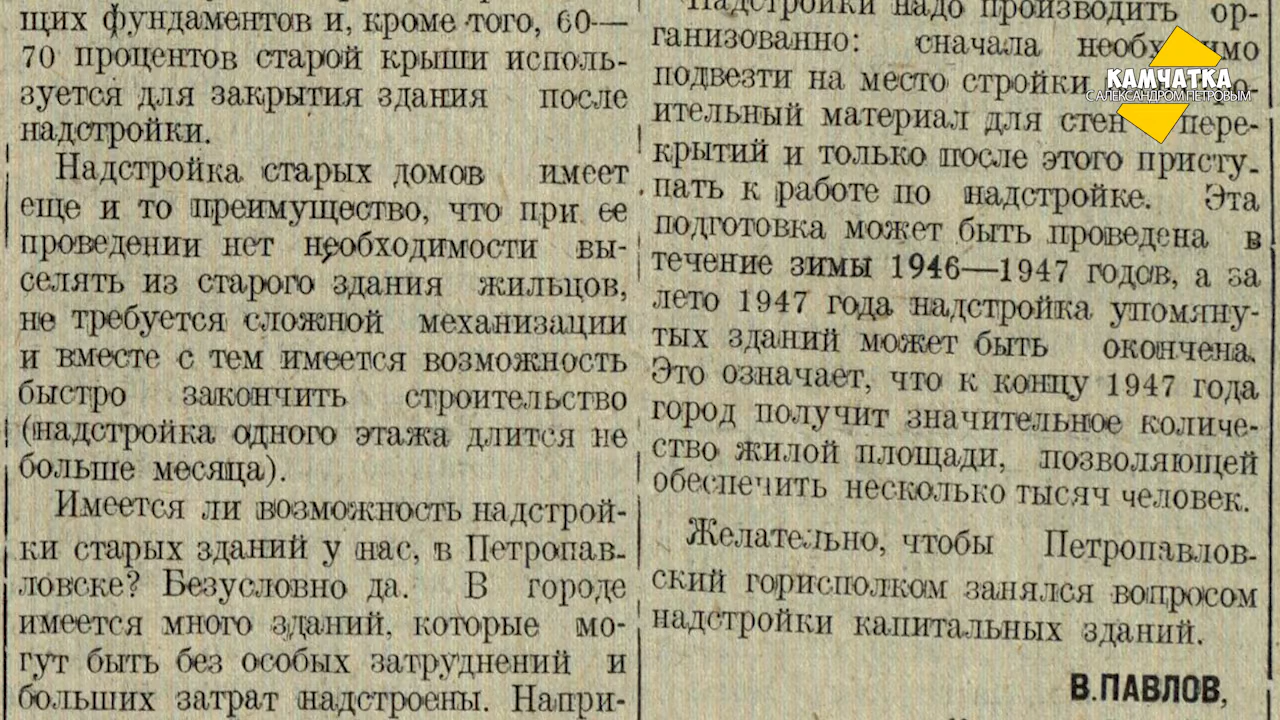 щих фундаментов и, кроме того, 60—
70 процентов старой крыши исполь-
зуется для закрытия здания после
надстройки.
Надстройка старых домов имеет
еще и то преимущество, что при ее
проведении нет необходимости вы-
селять из старого здания жильцов,
не требуется сложной механизации
и вместе с тем имеется возможность
быстро закончить строительство
(надстройка одного этажа длится не
больше месяца).
Имеется ли возможность надстрой-
ки старых зданий у нас, в Петропав-
ловске? Безусловно да. В городе
имеется много зданий, которые мо-
гут быть без особых затруднений и
больших затрат надстроены. Напри-
Надстройки надо производить ор-
ганизованно: сначала необходимо
подвезти на место стройки
ительный материал для стен пере-
крытий и только после этого присту-
пать к работе по надстройке. Эта
подготовка может быть проведена в
течение зимы 1946—1947 годов, а за
лето 1947 года надстройка упомяну-
тых зданий может быть окончена.
Это означает, что к концу 1947 года
город получит значительное количе-
ство жилой площади, позволяющей
обеспечить несколько тысяч человек.
Желательно, чтобы Петропавлов-
ский горисполком занялся вопросом
надстройки капитальных зданий.
В. ПАВЛОВ,
КАМЧАТКА
С АЛЕКСАНДРОМ ПЕТРОВЫМ